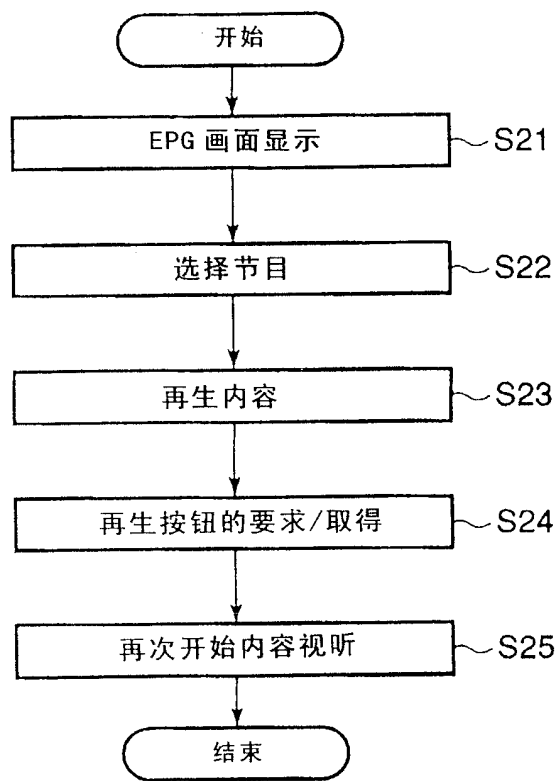 开始
EPG 画面显示
S21
选择节目
S22
再生内容
S23
再生按钮的要求/取得
S24
再次开始内容视听
S25
结束